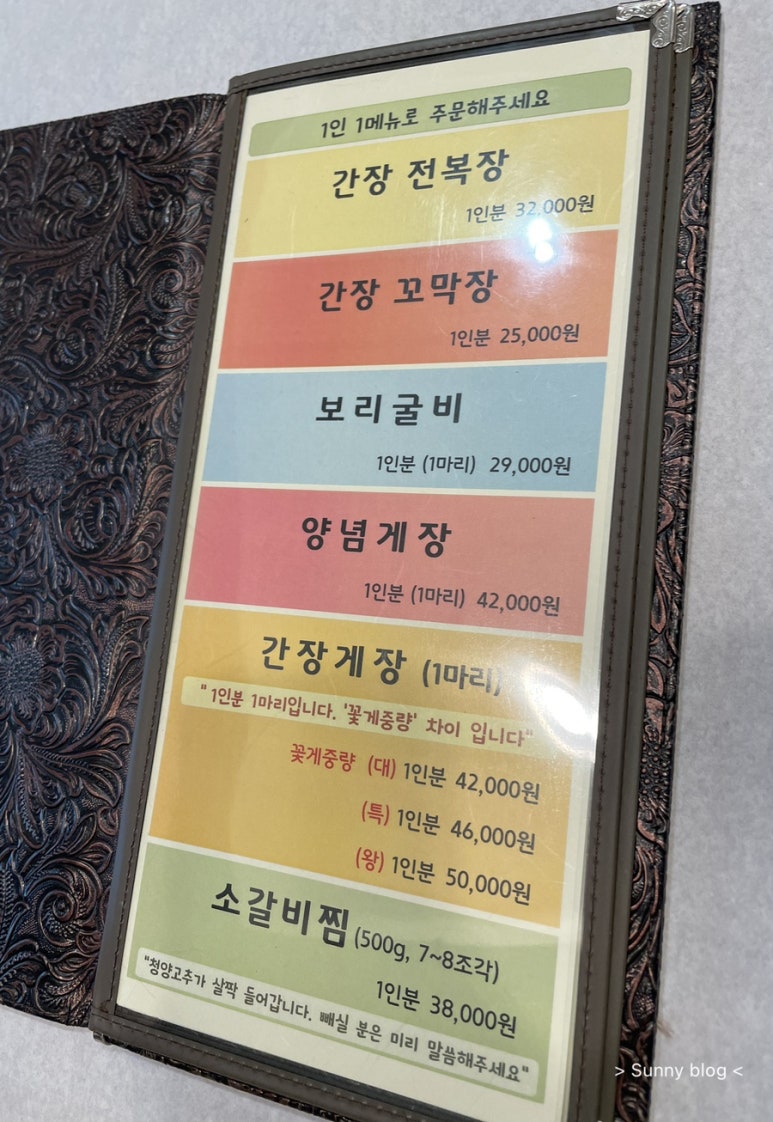 1인 1메뉴로 주문해주세요
간장 전복장
1인분 32,000원
간장 꼬막장
1인분 25,000원
보리굴비
1인분 (1마리) 29,000원
양념게장
1인분 (1마리) 42,000원
간장게장 (1마리)
"1인분 1마리입니다. '꽃게중량' 차이 입니다"
꽃게중량 (대) 1인분 42,000원
(특) 1인분 46,000원
(왕) 1인분 50,000원
소갈비찜 (500g, 7~8조각)
1인분 38,000원
"청양고추가 살짝 들어갑니다. 빼실 분은 미리 말씀해주세요"
> Sunny blog <